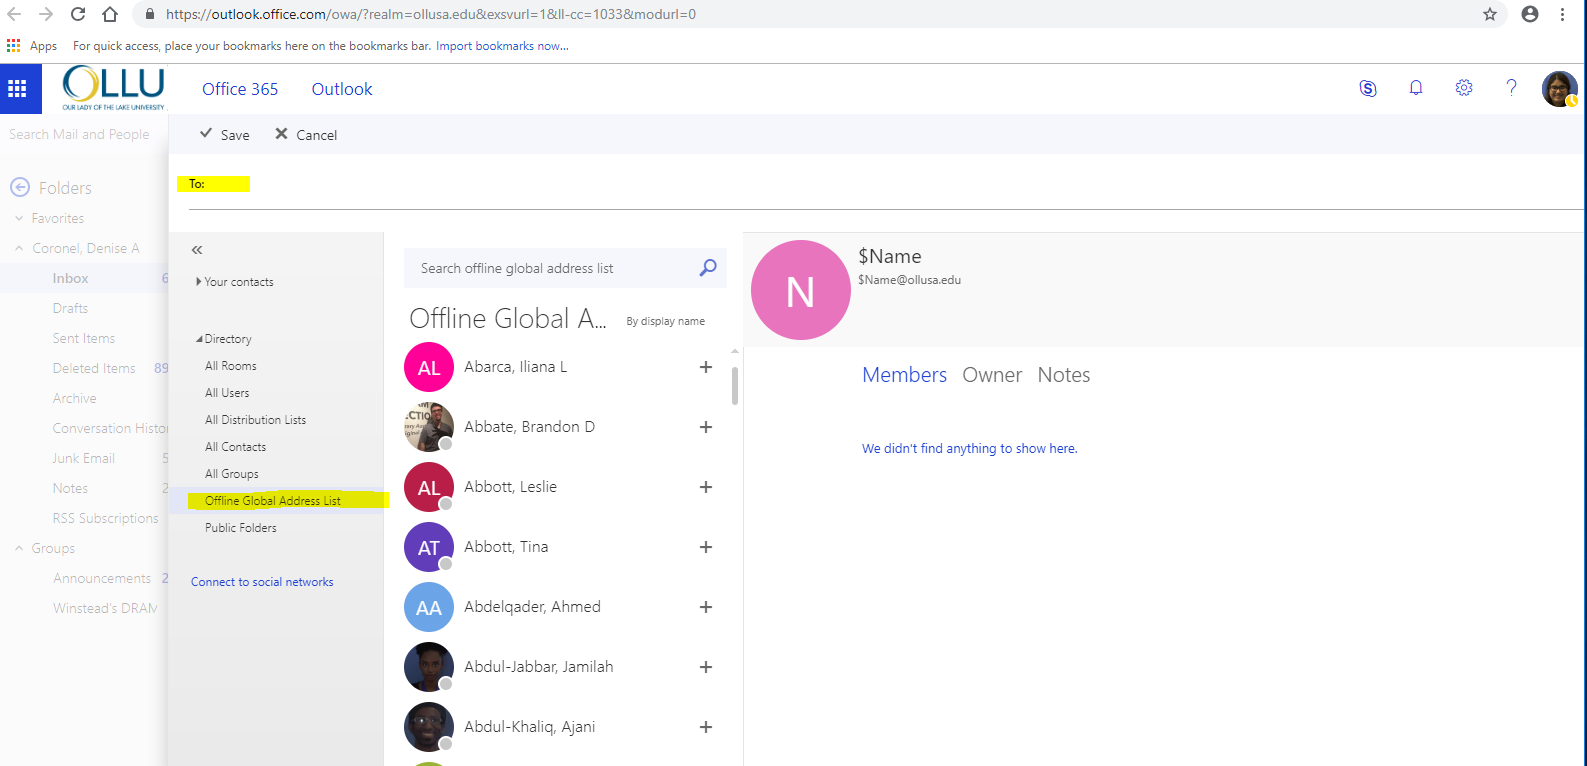 https://outlook.office.com/owa/?realm=ollusa.edu&exsvurl=1&ll-cc=1033&modurl=0
Apps For quick access, place your bookmarks here on the bookmarks bar. Import bookmarks now...
OLLU
OUR LADY OF THE LAKE UNIVERSITY
Office 365 Outlook
S
?
Search Mail and People
Save Cancel
To:
Folders
Favorites
Coronel, Denise A
Inbox 6
Drafts
Sent Items
Deleted Items 89
Archive
Conversation Histo
Junk Email 5
Notes 2
RSS Subscriptions
Groups
Announcements 2
Winstead's DRAM
«
Your contacts
Directory
All Rooms
All Users
All Distribution Lists
All Contacts
All Groups
Offline Global Address List
Public Folders
Connect to social networks
Search offline global address list
Offline Global A... By display name
AL Abarca, Iliana L +
Abbate, Brandon D +
AL Abbott, Leslie +
AT Abbott, Tina +
AA Abdelqader, Ahmed +
Abdul-Jabbar, Jamilah +
Abdul-Khaliq, Ajani +
N
$Name
$Name@ollusa.edu
Members Owner Notes
We didn't find anything to show here.